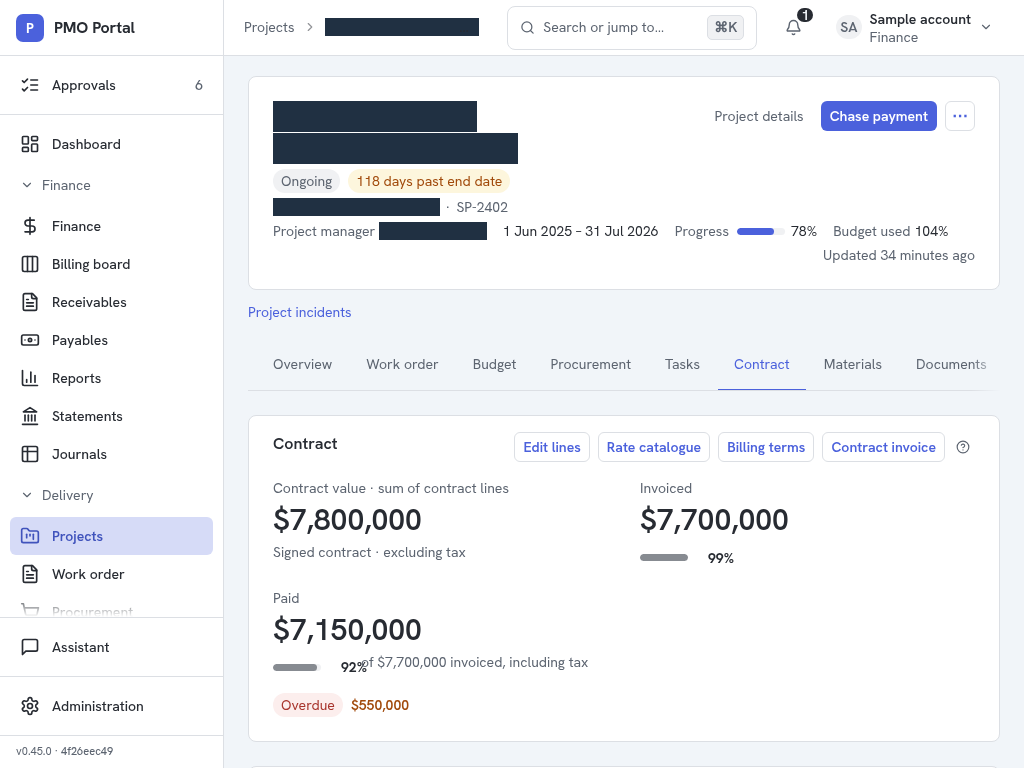 P PMO Portal
Projects
Search or jump to... ⌘K
1
SA
Sample account
Finance
Approvals 6
Dashboard
Finance
Finance
Billing board
Receivables
Payables
Reports
Statements
Journals
Delivery
Projects
Work order
Procurement
Assistant
Administration
v0.45.0 · 4f26eec49
Project details
Chase payment
Ongoing 118 days past end date
· SP-2402
Project manager 1 Jun 2025 – 31 Jul 2026 Progress 78% Budget used 104%
Updated 34 minutes ago
Project incidents
Overview Work order Budget Procurement Tasks Contract Materials Documents
Contract
Edit lines Rate catalogue Billing terms Contract invoice
Contract value · sum of contract lines
$7,800,000
Signed contract · excluding tax
Invoiced
$7,700,000
99%
Paid
$7,150,000
92% of $7,700,000 invoiced, including tax
Overdue $550,000